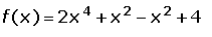 f(x) = 2x⁴ + x² − x² + 4